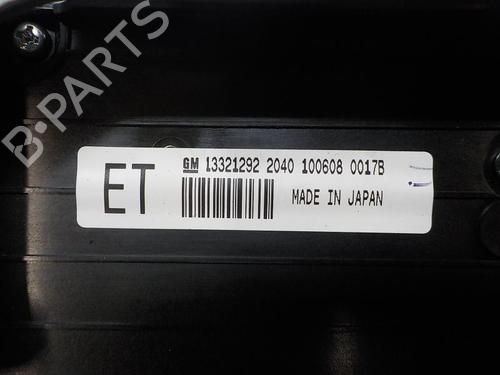 B-PARTS
ET
GM 13321292 2040 100608 0017B
MADE IN JAPAN